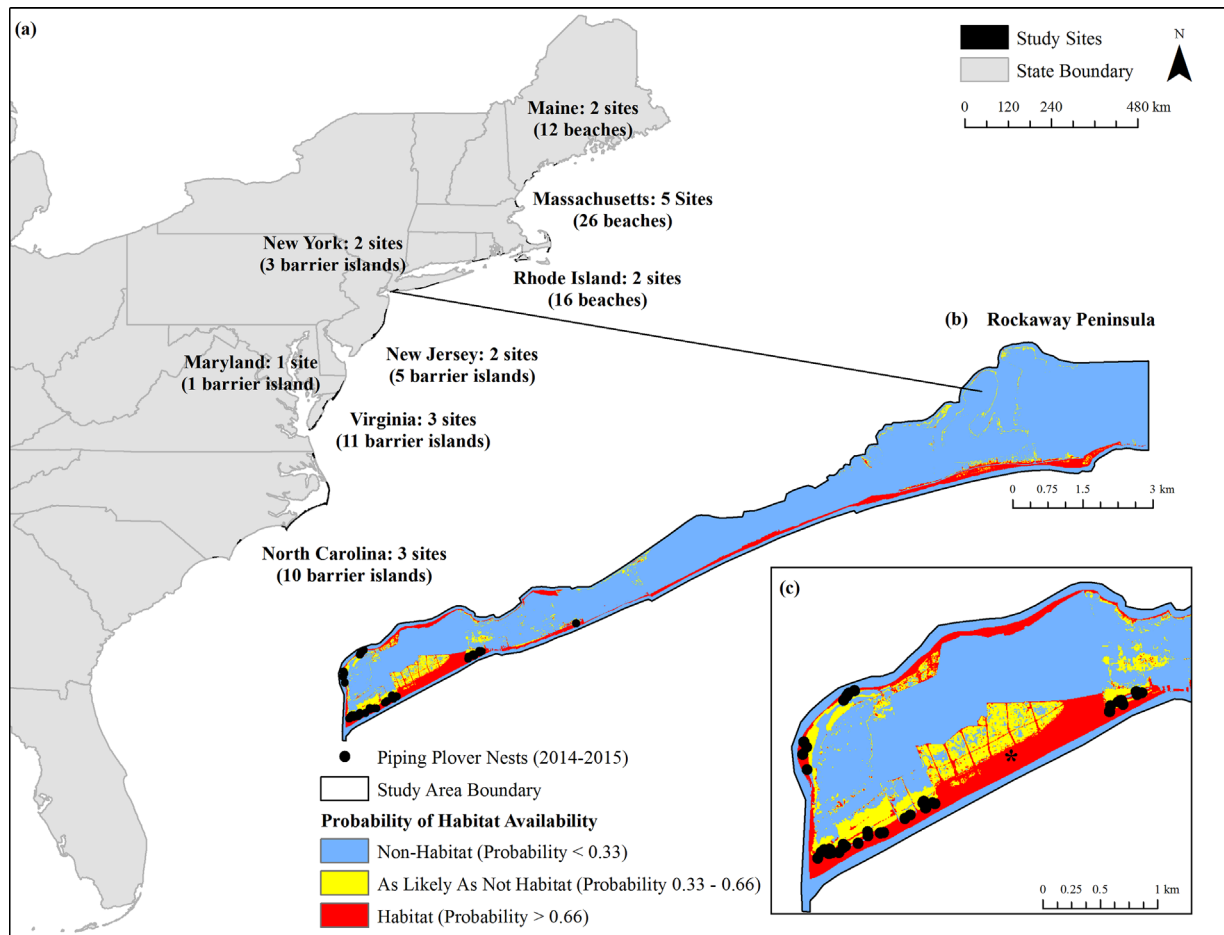 (a)
Study Sites
State Boundary
N
0 120 240 480 km
Maine: 2 sites
(12 beaches)
Massachusetts: 5 Sites
(26 beaches)
New York: 2 sites
(3 barrier islands)
Rhode Island: 2 sites
(16 beaches)
(b) Rockaway Peninsula
New Jersey: 2 sites
(5 barrier islands)
Maryland: 1 site
(1 barrier island)
Virginia: 3 sites
(11 barrier islands)
0 0.75 1.5 3 km
North Carolina: 3 sites
(10 barrier islands)
(c)
*
Piping Plover Nests (2014-2015)
Study Area Boundary
Probability of Habitat Availability
Non-Habitat (Probability < 0.33)
As Likely As Not Habitat (Probability 0.33 - 0.66)
Habitat (Probability > 0.66)
0 0.25 0.5 1 km